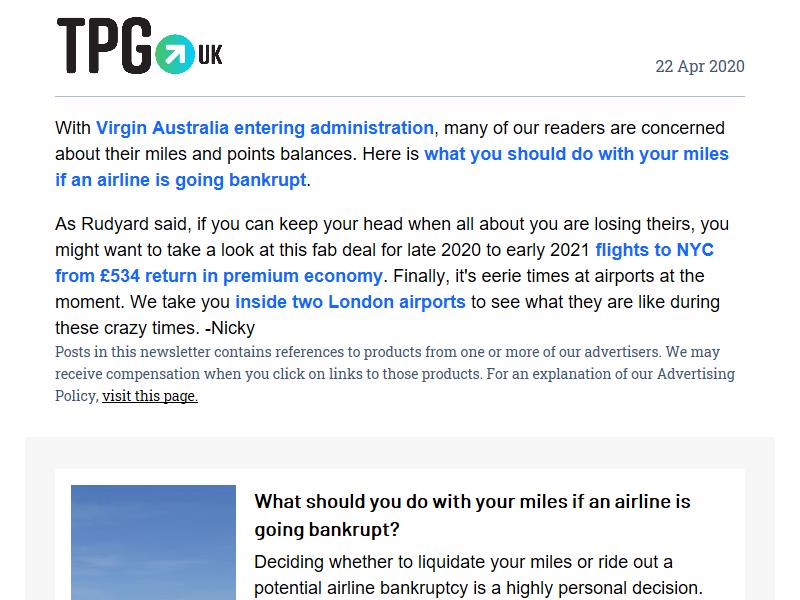 TPG UK
22 Apr 2020
With Virgin Australia entering administration, many of our readers are concerned
about their miles and points balances. Here is what you should do with your miles
if an airline is going bankrupt.
As Rudyard said, if you can keep your head when all about you are losing theirs, you
might want to take a look at this fab deal for late 2020 to early 2021 flights to NYC
from £534 return in premium economy. Finally, it's eerie times at airports at the
moment. We take you inside two London airports to see what they are like during
these crazy times. -Nicky
Posts in this newsletter contains references to products from one or more of our advertisers. We may
receive compensation when you click on links to those products. For an explanation of our Advertising
Policy, visit this page.
What should you do with your miles if an airline is
going bankrupt?
Deciding whether to liquidate your miles or ride out a
potential airline bankruptcy is a highly personal decision.